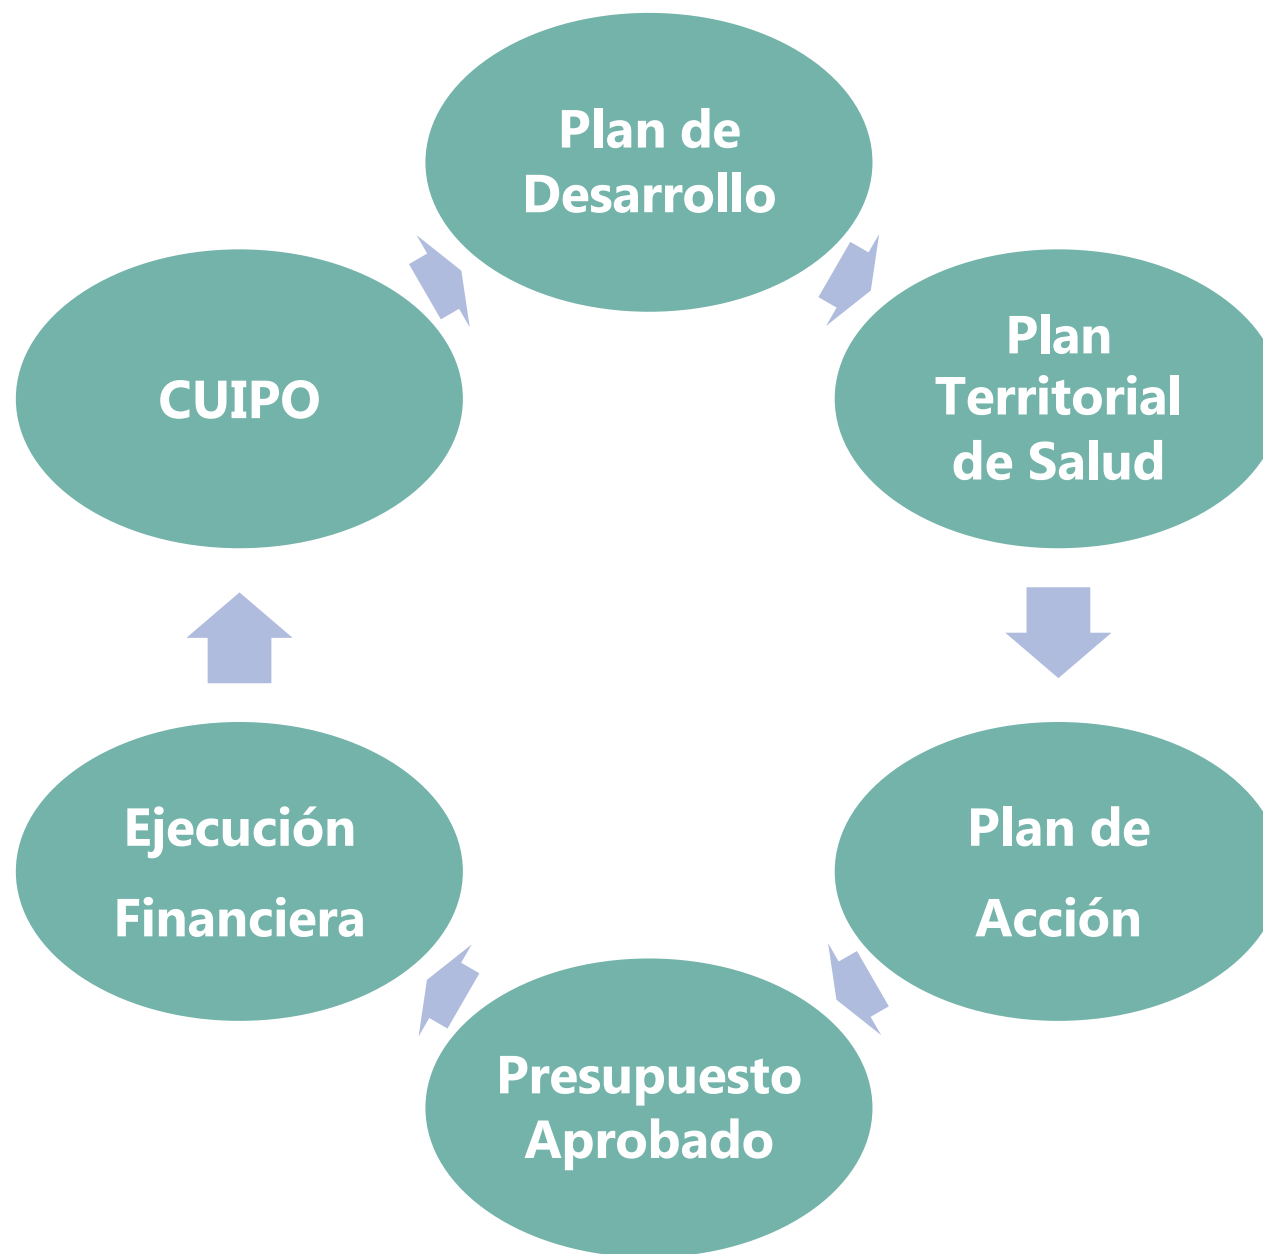 Plan de
Desarrollo
Plan
Territorial
de Salud
Plan de
Acción
Presupuesto
Aprobado
Ejecución
Financiera
CUIPO